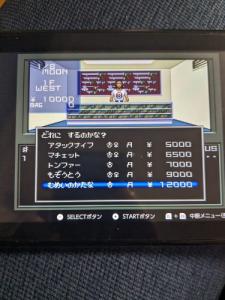 MOON
1F
WEST
¥ 10000
MAG 0
どれに するのかな？
アタックナイフ A ¥ 5000
マチェット A ¥ 6500
トンファー A ¥ 7000
もぞうとう A ¥ 9000
むめいのかたな A ¥ 12000
SELECTボタン STARTボタン 中断メニュー